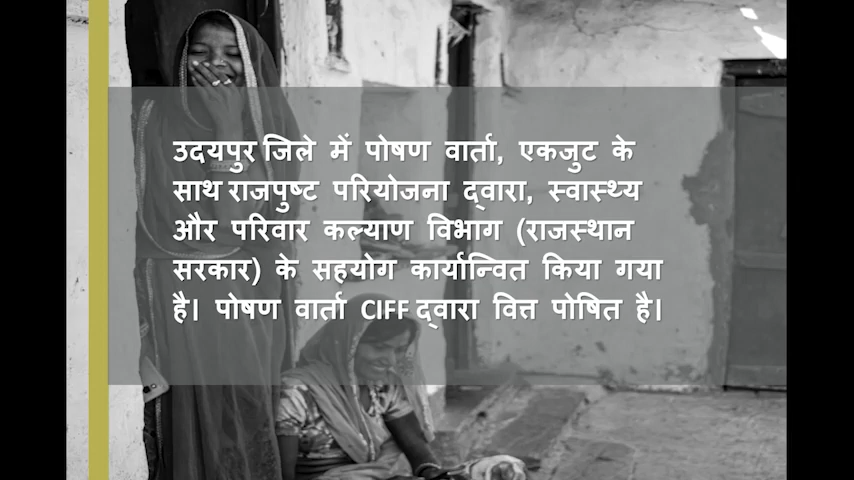 उदयपुर जिले में पोषण वार्ता, एकजुट के
साथ राजपुष्ट परियोजना द्वारा, स्वास्थ्य
और परिवार कल्याण विभाग (राजस्थान
सरकार) के सहयोग कार्यान्वित किया गया
है। पोषण वार्ता CIFF द्वारा वित्त पोषित है।